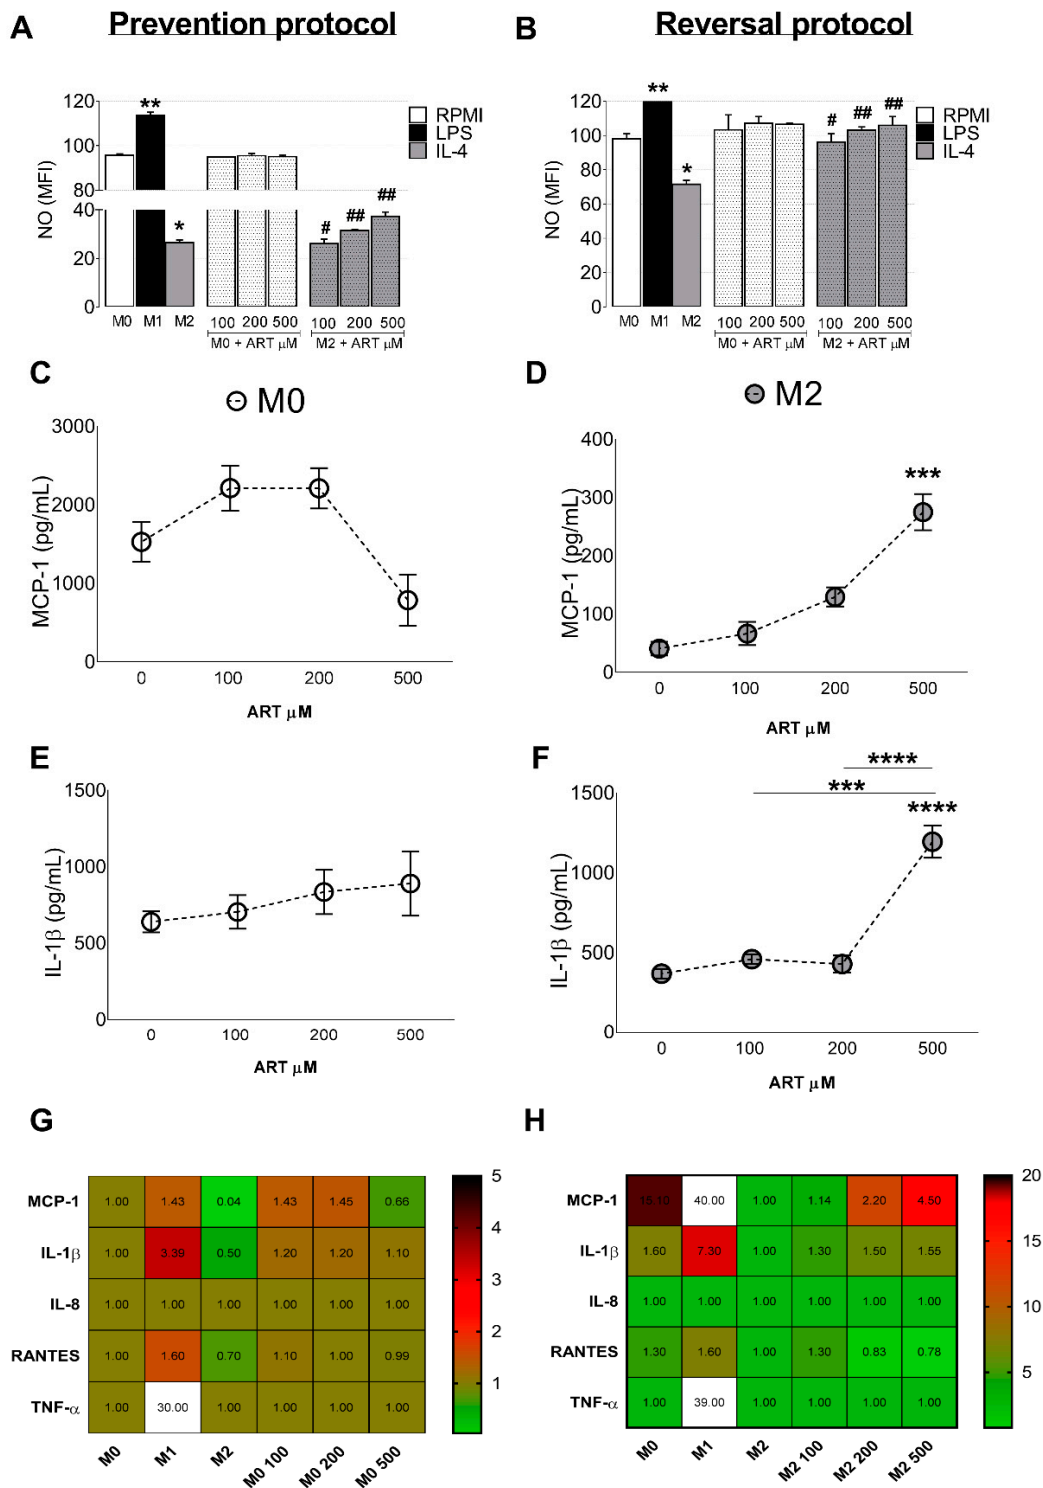 A Prevention protocol
B Reversal protocol
120
100
80
40
20
0
NO (MFI)
**
*
#
##
##
RPMI
LPS
IL-4
M0 M1 M2 100 200 500 100 200 500
M0 + ART μM M2 + ART μM
120
100
80
60
40
20
0
NO (MFI)
**
*
#
##
##
RPMI
LPS
IL-4
M0 M1 M2 100 200 500 100 200 500
M0 + ART μM M2 + ART μM
C
M0
3000
2000
1000
0
MCP-1 (pg/mL)
0 100 200 500
ART μM
D
M2
400
300
200
100
0
MCP-1 (pg/mL)
***
0 100 200 500
ART μM
E
1500
1000
500
0
IL-1β (pg/mL)
0 100 200 500
ART μM
F
1500
1000
500
0
IL-1β (pg/mL)
****
***
****
0 100 200 500
ART μM
G
MCP-1 1.00 1.43 0.04 1.43 1.45 0.66
IL-1β 1.00 3.39 0.50 1.20 1.20 1.10
IL-8 1.00 1.00 1.00 1.00 1.00 1.00
RANTES 1.00 1.60 0.70 1.10 1.00 0.99
TNF-α 1.00 30.00 1.00 1.00 1.00 1.00
M0 M1 M2 M0 100 M0 200 M0 500
5
4
3
2
1
H
MCP-1 15.10 40.00 1.00 1.14 2.20 4.50
IL-1β 1.60 7.30 1.00 1.30 1.50 1.55
IL-8 1.00 1.00 1.00 1.00 1.00 1.00
RANTES 1.30 1.60 1.00 1.30 0.83 0.78
TNF-α 1.00 39.00 1.00 1.00 1.00 1.00
M0 M1 M2 M2 100 M2 200 M2 500
20
15
10
5